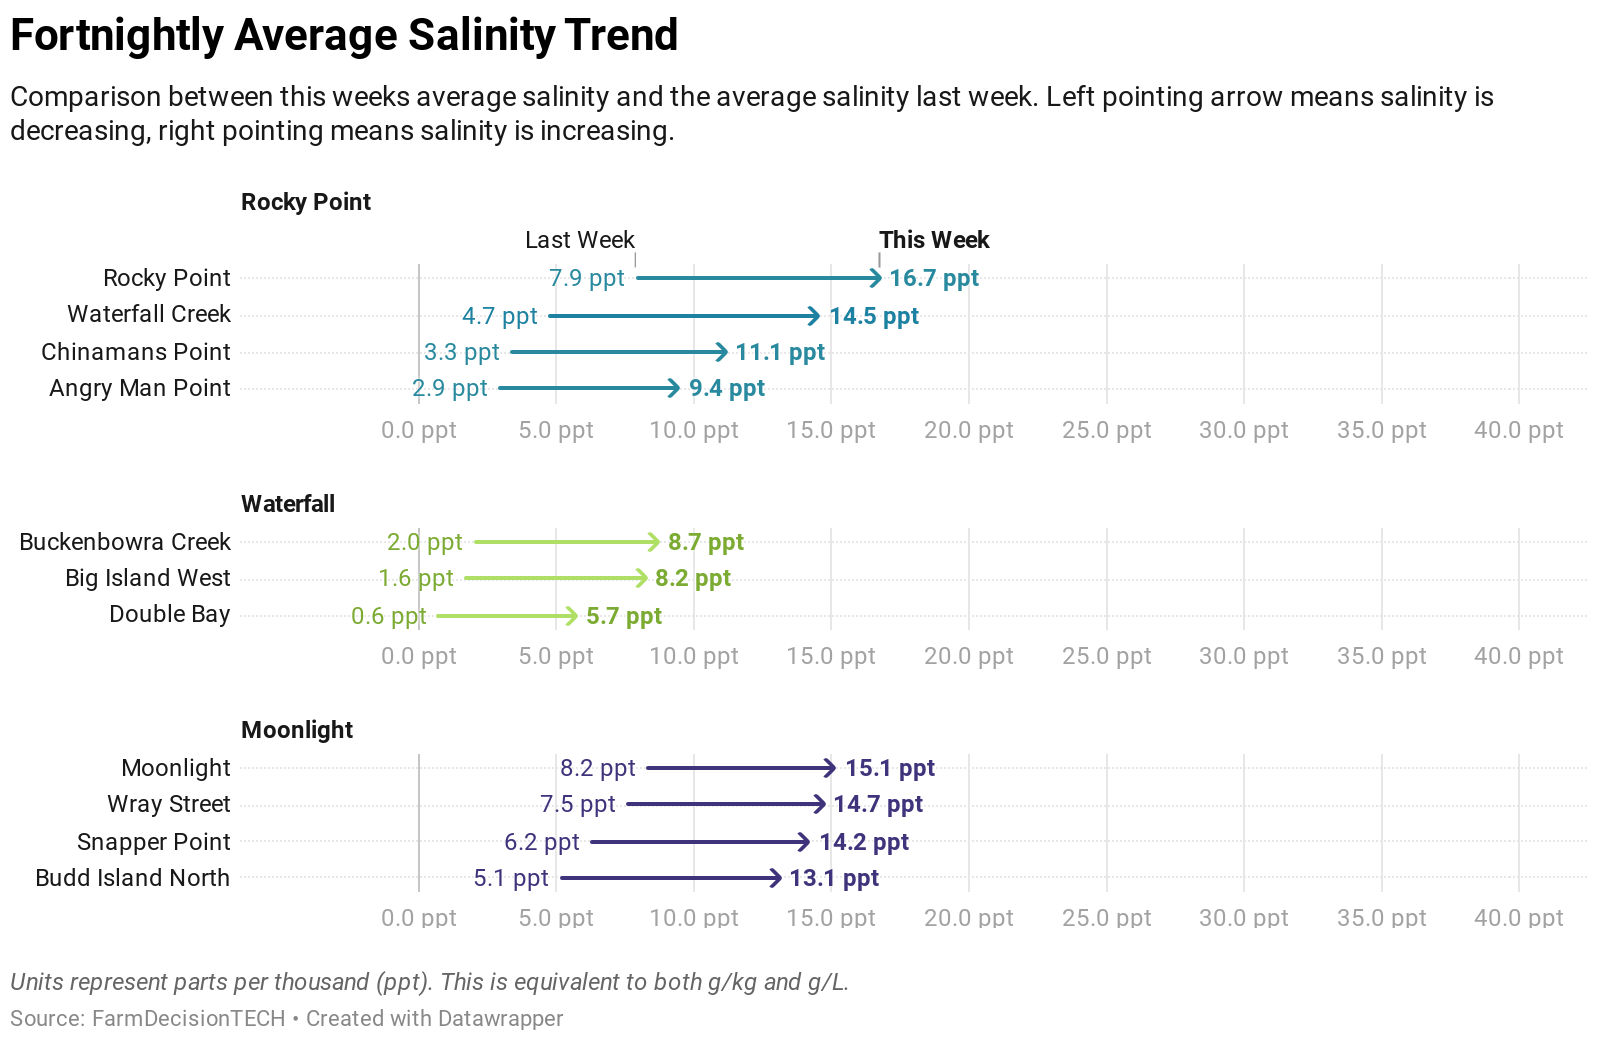 Fortnightly Average Salinity Trend
Comparison between this weeks average salinity and the average salinity last week. Left pointing arrow means salinity is
decreasing, right pointing means salinity is increasing.
Rocky Point
Last Week This Week
Rocky Point 7.9 ppt 16.7 ppt
Waterfall Creek 4.7 ppt 14.5 ppt
Chinamans Point 3.3 ppt 11.1 ppt
Angry Man Point 2.9 ppt 9.4 ppt
0.0 ppt 5.0 ppt 10.0 ppt 15.0 ppt 20.0 ppt 25.0 ppt 30.0 ppt 35.0 ppt 40.0 ppt
Waterfall
Buckenbowra Creek 2.0 ppt 8.7 ppt
Big Island West 1.6 ppt 8.2 ppt
Double Bay 0.6 ppt 5.7 ppt
0.0 ppt 5.0 ppt 10.0 ppt 15.0 ppt 20.0 ppt 25.0 ppt 30.0 ppt 35.0 ppt 40.0 ppt
Moonlight
Moonlight 8.2 ppt 15.1 ppt
Wray Street 7.5 ppt 14.7 ppt
Snapper Point 6.2 ppt 14.2 ppt
Budd Island North 5.1 ppt 13.1 ppt
0.0 ppt 5.0 ppt 10.0 ppt 15.0 ppt 20.0 ppt 25.0 ppt 30.0 ppt 35.0 ppt 40.0 ppt
Units represent parts per thousand (ppt). This is equivalent to both g/kg and g/L.
Source: FarmDecisionTECH • Created with Datawrapper